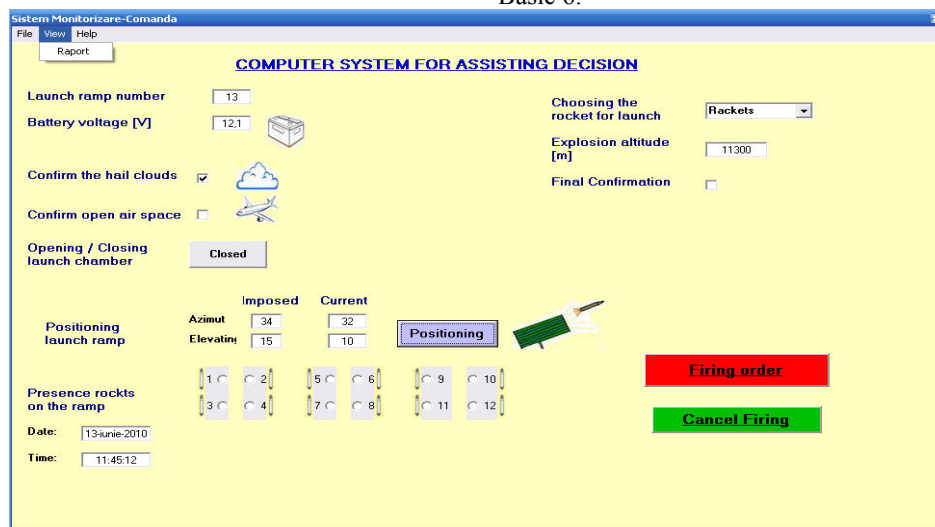 Basic 6.
Sistem Monitorizare-Comanda
File View Help
Raport
COMPUTER SYSTEM FOR ASSISTING DECISION
Launch ramp number 13
Battery voltage [V] 12,1
Choosing the
rocket for launch
Rackets
Explosion altitude
[m]
11300
Confirm the hail clouds
Final Confirmation
Confirm open air space
Opening / Closing
launch chamber
Closed
Imposed Current
Positioning
launch ramp
Azimut 34 32
Elevating 15 10
Positioning
Firing order
Cancel Firing
Presence rockts
on the ramp
1 2 5 6 9 10
3 4 7 8 11 12
Date: 13-iunie-2010
Time: 11:45:12